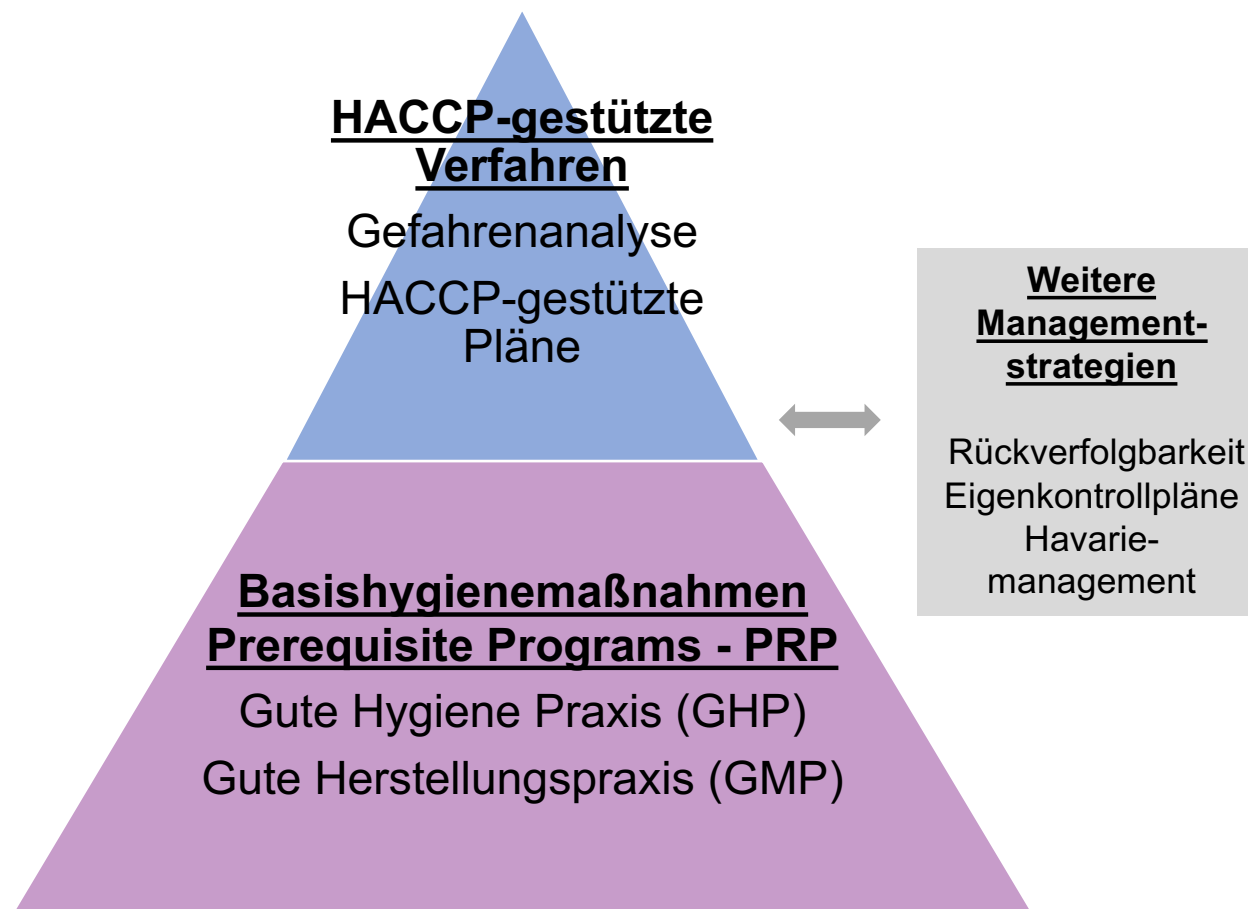 HACCP-gestützte
Verfahren
Gefahrenanalyse
HACCP-gestützte
Pläne
Weitere
Management-
strategien
Rückverfolgbarkeit
Eigenkontrollpläne
Havarie-
management
Basishygienemaßnahmen
Prerequisite Programs - PRP
Gute Hygiene Praxis (GHP)
Gute Herstellungspraxis (GMP)